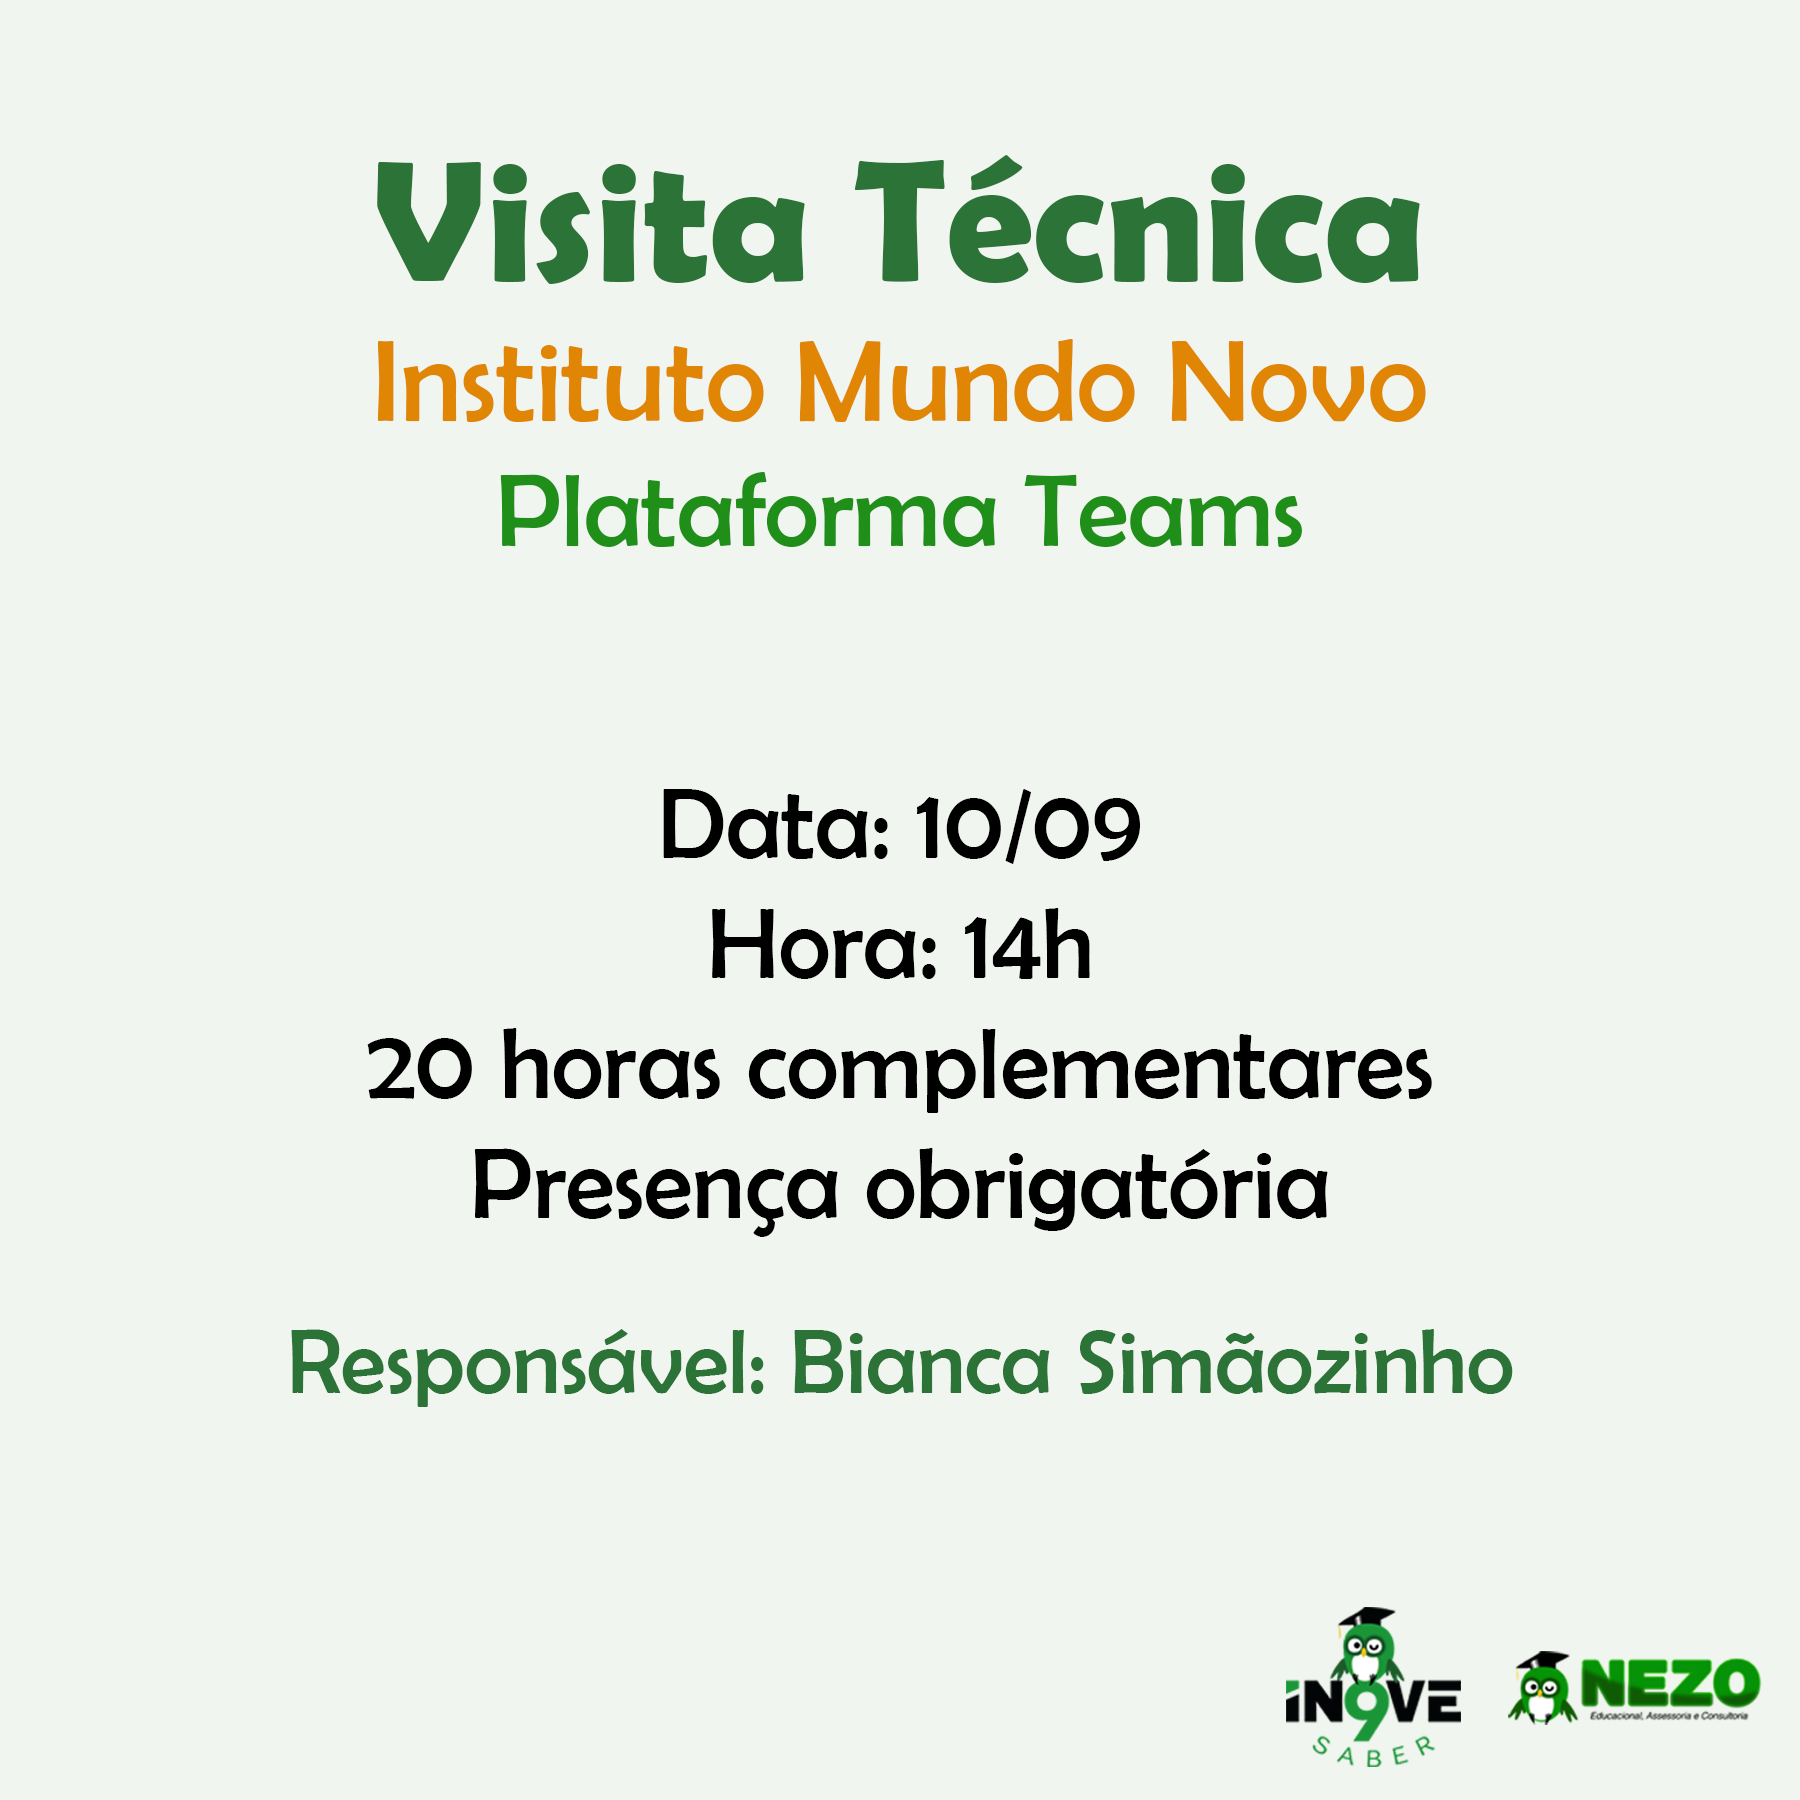 Visita Técnica
Instituto Mundo Novo
Plataforma Teams
Data: 10/09
Hora: 14h
20 horas complementares
Presença obrigatória
Responsável: Bianca Simãozinho
iN9VE
SABER
NEZO
Educacional, Assessoria e Consultoria